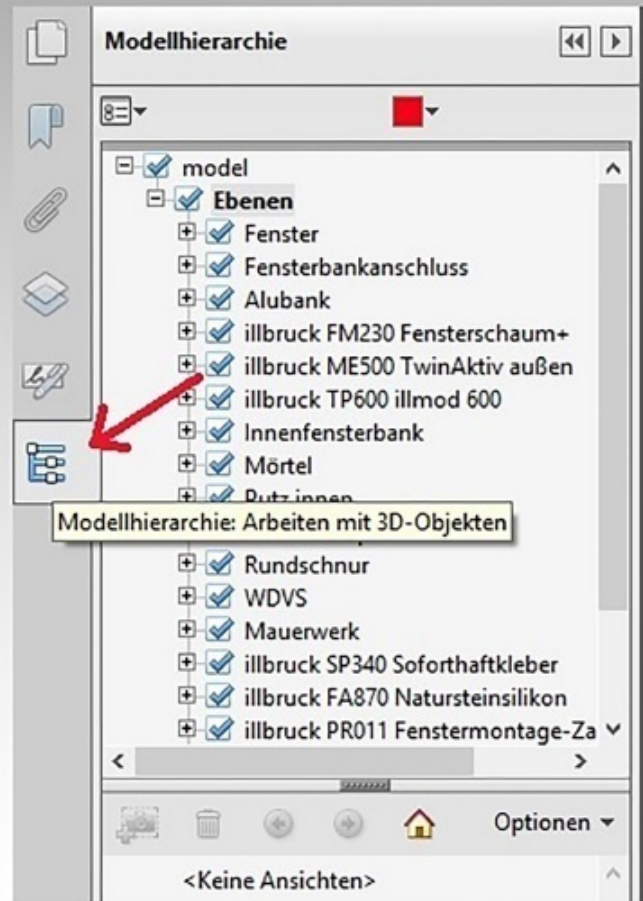 Modellhierarchie
model
Ebenen
Fenster
Fensterbankanschluss
Alubank
illbruck FM230 Fensterschaum+
illbruck ME500 TwinAktiv außen
illbruck TP600 illmod 600
Innenfensterbank
Mörtel
Putz innen
Modellhierarchie: Arbeiten mit 3D-Objekten
Rundschnur
WDVS
Mauerwerk
illbruck SP340 Soforthaftkleber
illbruck FA870 Natursteinsilikon
illbruck PR011 Fenstermontage-Za
Optionen
<Keine Ansichten>